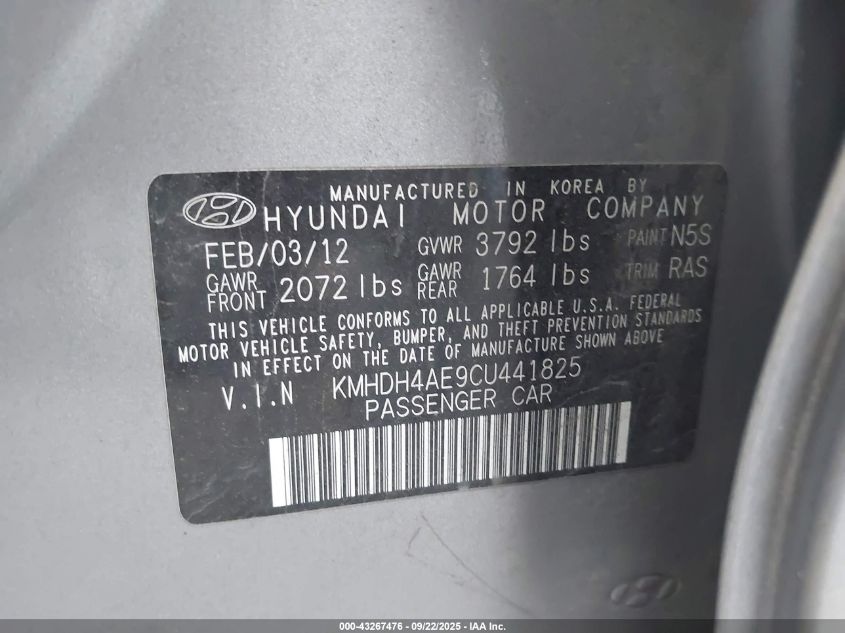 MANUFACTURED IN KOREA BY
HYUNDAI MOTOR COMPANY
FEB/03/12 GVWR 3792 lbs PAINT N5S
GAWR FRONT 2072 lbs GAWR REAR 1764 lbs TRIM RAS
THIS VEHICLE CONFORMS TO ALL APPLICABLE U.S.A. FEDERAL
MOTOR VEHICLE SAFETY, BUMPER, AND THEFT PREVENTION STANDARDS
IN EFFECT ON THE DATE OF MANUFACTURE SHOWN ABOVE
V.I.N KMHDH4AE9CU441825
PASSENGER CAR
000-43267476 - 09/22/2025 - IAA Inc.